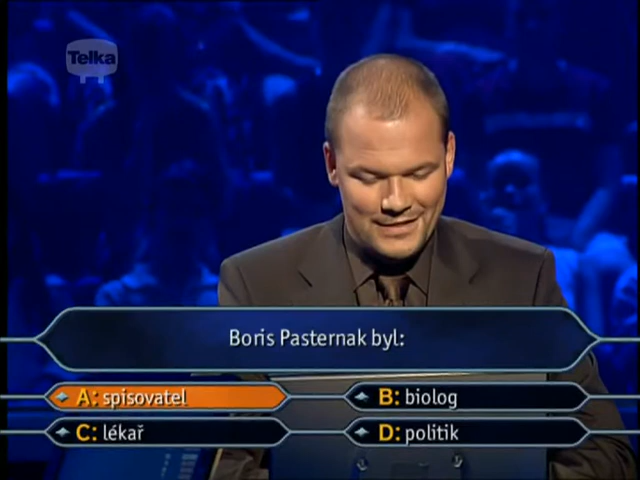 Telka
Boris Pasternak byl:
A: spisovatel
B: biolog
C: lékař
D: politik